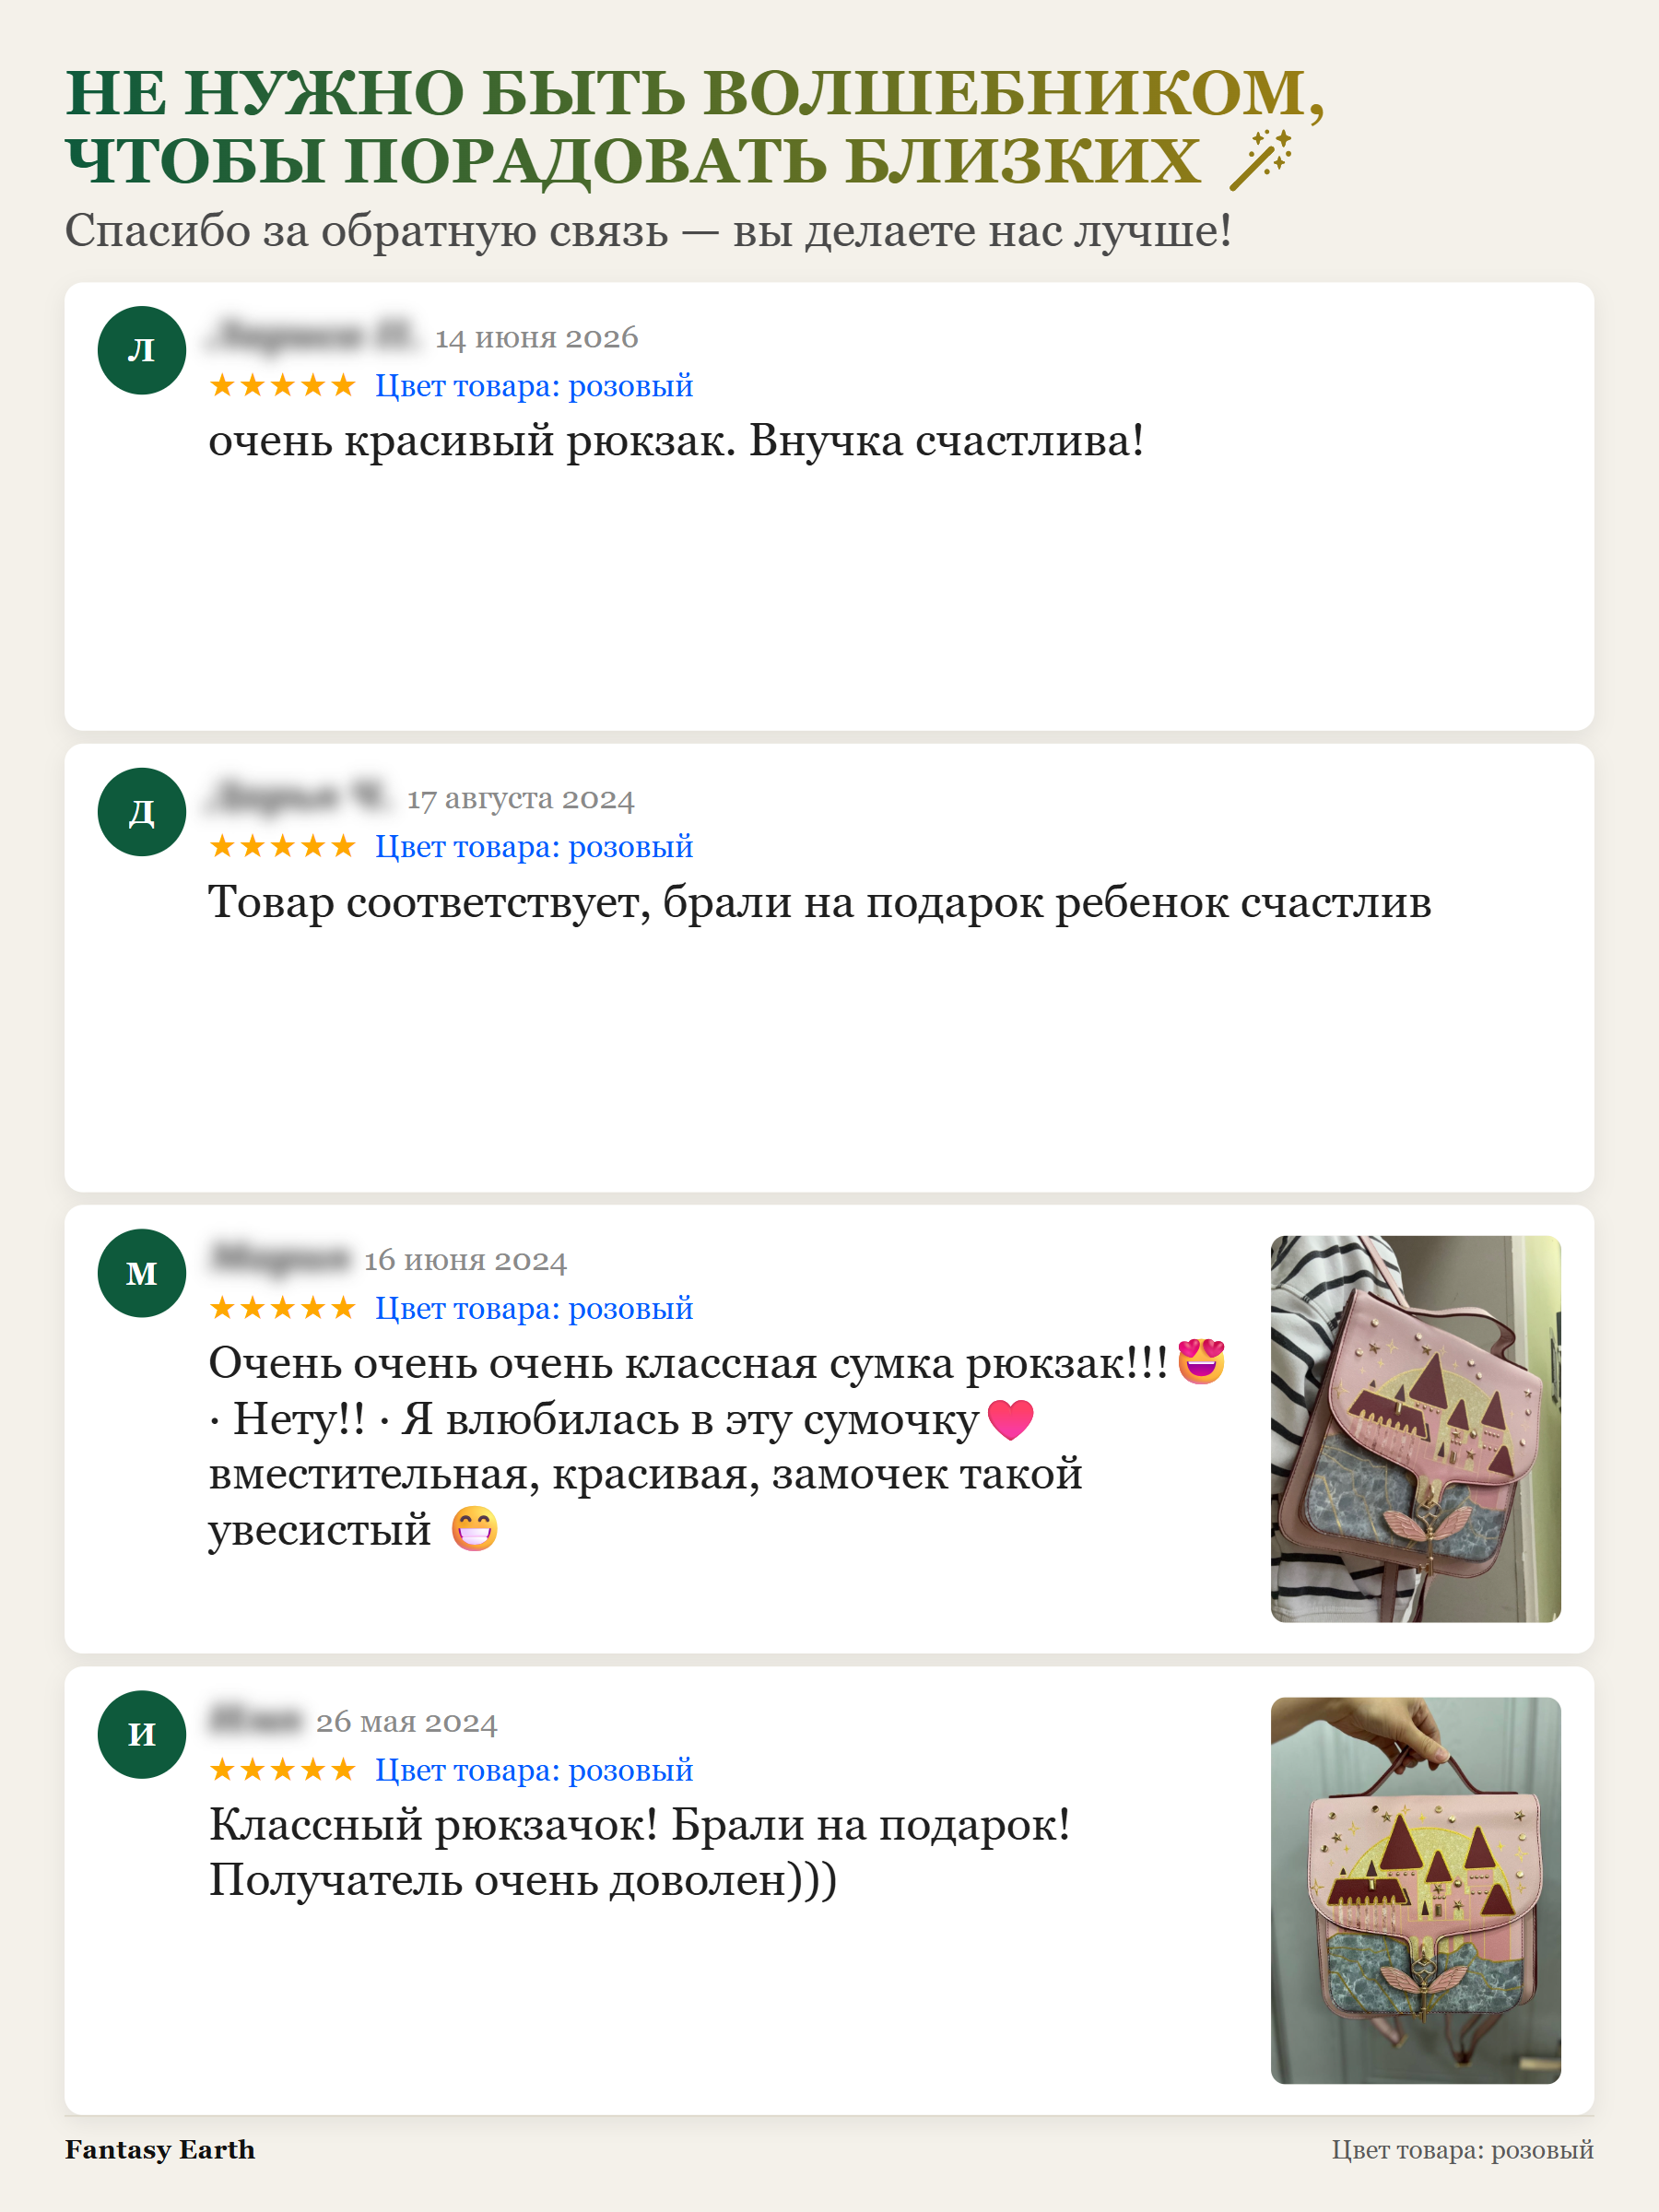 НЕ НУЖНО БЫТЬ ВОЛШЕБНИКОМ,
ЧТОБЫ ПОРАДОВАТЬ БЛИЗКИХ
Спасибо за обратную связь — вы делаете нас лучше!
Л
14 июня 2026
★★★★★ Цвет товара: розовый
очень красивый рюкзак. Внучка счастлива!
Д
17 августа 2024
★★★★★ Цвет товара: розовый
Товар соответствует, брали на подарок ребенок счастлив
М
16 июня 2024
★★★★★ Цвет товара: розовый
Очень очень очень классная сумка рюкзак!!!😍
· Нету!! · Я влюбилась в эту сумочку♥
вместительная, красивая, замочек такой
увесистый 😁
И
26 мая 2024
★★★★★ Цвет товара: розовый
Классный рюкзачок! Брали на подарок!
Получатель очень доволен)))
Fantasy Earth
Цвет товара: розовый